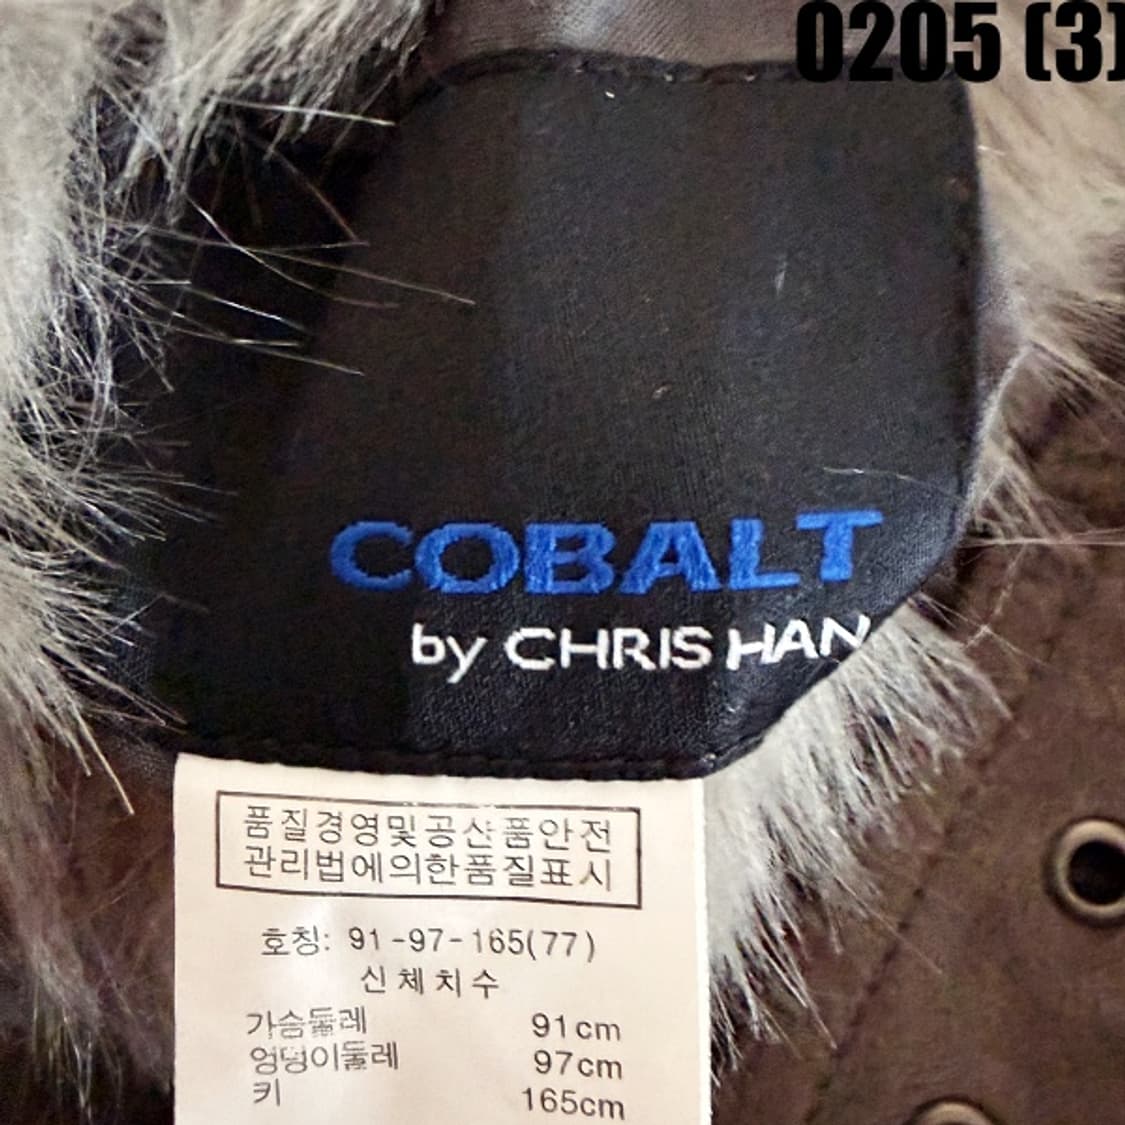 0205 (3)
COBALT
by CHRIS HAN
품질경영및공산품안전
관리법에의한품질표시
호칭: 91-97-165(77)
신체치수
가슴둘레 91cm
엉덩이둘레 97cm
키 165cm